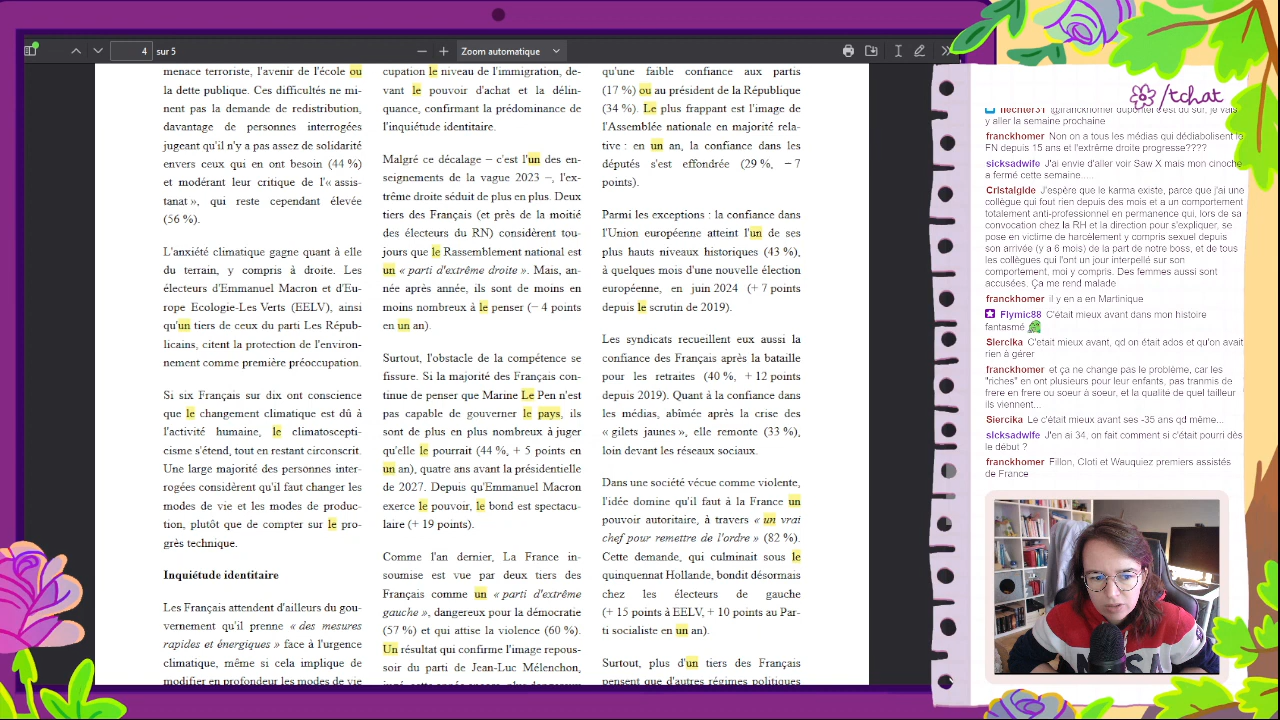 4 sur 5
Zoom automatique
menace terroriste, l'avenir de l'école ou
la dette publique. Ces difficultés ne mi-
nent pas la demande de redistribution,
davantage de personnes interrogées
jugeant qu'il n'y a pas assez de solidarité
envers ceux qui en ont besoin (44 %)
et modérant leur critique de l'« assis-
tanat », qui reste cependant élevée
(56 %).
L'anxiété climatique gagne quant à elle
du terrain, y compris à droite. Les
électeurs d'Emmanuel Macron et d'Eu-
rope Ecologie-Les Verts (EELV), ainsi
qu'un tiers de ceux du parti Les Répub-
licains, citent la protection de l'environ-
nement comme première préoccupation.
Si six Français sur dix ont conscience
que le changement climatique est dû à
l'activité humaine, le climatoscepti-
cisme s'étend, tout en restant circonscrit.
Une large majorité des personnes inter-
rogées considèrent qu'il faut changer les
modes de vie et les modes de produc-
tion, plutôt que de compter sur le pro-
grès technique.
Inquiétude identitaire
Les Français attendent d'ailleurs du gou-
vernement qu'il prenne « des mesures
rapides et énergiques » face à l'urgence
climatique, même si cela implique de
modifier en profondeur les modes de vie
cupation le niveau de l'immigration, de-
vant le pouvoir d'achat et la délin-
quance, confirmant la prédominance de
l'inquiétude identitaire.
Malgré ce décalage – c'est l'un des en-
seignements de la vague 2023 –, l'ex-
trême droite séduit de plus en plus. Deux
tiers des Français (et près de la moitié
des électeurs du RN) considèrent tou-
jours que le Rassemblement national est
un « parti d'extrême droite ». Mais, an-
née après année, ils sont de moins en
moins nombreux à le penser (− 4 points
en un an).
Surtout, l'obstacle de la compétence se
fissure. Si la majorité des Français con-
tinue de penser que Marine Le Pen n'est
pas capable de gouverner le pays, ils
sont de plus en plus nombreux à juger
qu'elle le pourrait (44 %, + 5 points en
un an), quatre ans avant la présidentielle
de 2027. Depuis qu'Emmanuel Macron
exerce le pouvoir, le bond est spectacu-
laire (+ 19 points).
Comme l'an dernier, La France in-
soumise est vue par deux tiers des
Français comme un « parti d'extrême
gauche », dangereux pour la démocratie
(57 %) et qui attise la violence (60 %).
Un résultat qui confirme l'image repous-
soir du parti de Jean-Luc Mélenchon,
qu'une faible confiance aux partis
(17 %) ou au président de la République
(34 %). Le plus frappant est l'image de
l'Assemblée nationale en majorité rela-
tive : en un an, la confiance dans les
députés s'est effondrée (29 %, − 7
points).
Parmi les exceptions : la confiance dans
l'Union européenne atteint l'un de ses
plus hauts niveaux historiques (43 %),
à quelques mois d'une nouvelle élection
européenne, en juin 2024 (+ 7 points
depuis le scrutin de 2019).
Les syndicats recueillent eux aussi la
confiance des Français après la bataille
pour les retraites (40 %, + 12 points
depuis 2019). Quant à la confiance dans
les médias, abîmée après la crise des
« gilets jaunes », elle remonte (33 %),
loin devant les réseaux sociaux.
Dans une société vécue comme violente,
l'idée domine qu'il faut à la France un
pouvoir autoritaire, à travers « un vrai
chef pour remettre de l'ordre » (82 %).
Cette demande, qui culminait sous le
quinquennat Hollande, bondit désormais
chez les électeurs de gauche
(+ 15 points à EELV, + 10 points au Par-
ti socialiste en un an).
Surtout, plus d'un tiers des Français
pensent que d'autres régimes politiques
/tchat
y aller la semaine prochaine
franckhomer Non on a tous les médias qui dédiabolisent le
FN depuis 15 ans et l'extrême droite progresse????
sicksadwife J'ai envie d'aller voir Saw X mais mon cinoche
a fermé cette semaine.....
Cristalgide J'espère que le karma existe, parce que j'ai une
collègue qui fout rien depuis des mois et a un comportement
totalement anti-professionnel en permanence qui, lors de sa
convocation chez la RH et la direction pour s'expliquer, se
pose en victime de harcèlement y compris sexuel depuis
son arrivée (y a 6 mois) de la part de notre boss, et de tous
les collègues qui l'ont un jour interpellé sur son
comportement, moi y compris. Des femmes aussi sont
accusées. Ça me rend malade
franckhomer il y en a en Martinique
Flymic88 C'était mieux avant dans mon histoire
fantasmé
Siercika C'etait mieux avant, qd on était ados et qu'on avait
rien à gérer
franckhomer et ça ne change pas le problème, car les
"riches" en ont plusieurs pour leur enfants, pas tranmis de
frere en frere ou soeur à soeur, et la qualité de quel tailleur
ils viennent...
Siercika Le c'était mieux avant ses -35 ans qd même...
sicksadwife J'en ai 34, on fait comment si c'était pourri dès
le début ?
franckhomer Fillon, Cioti et Wauquiez premiers assistés
de France